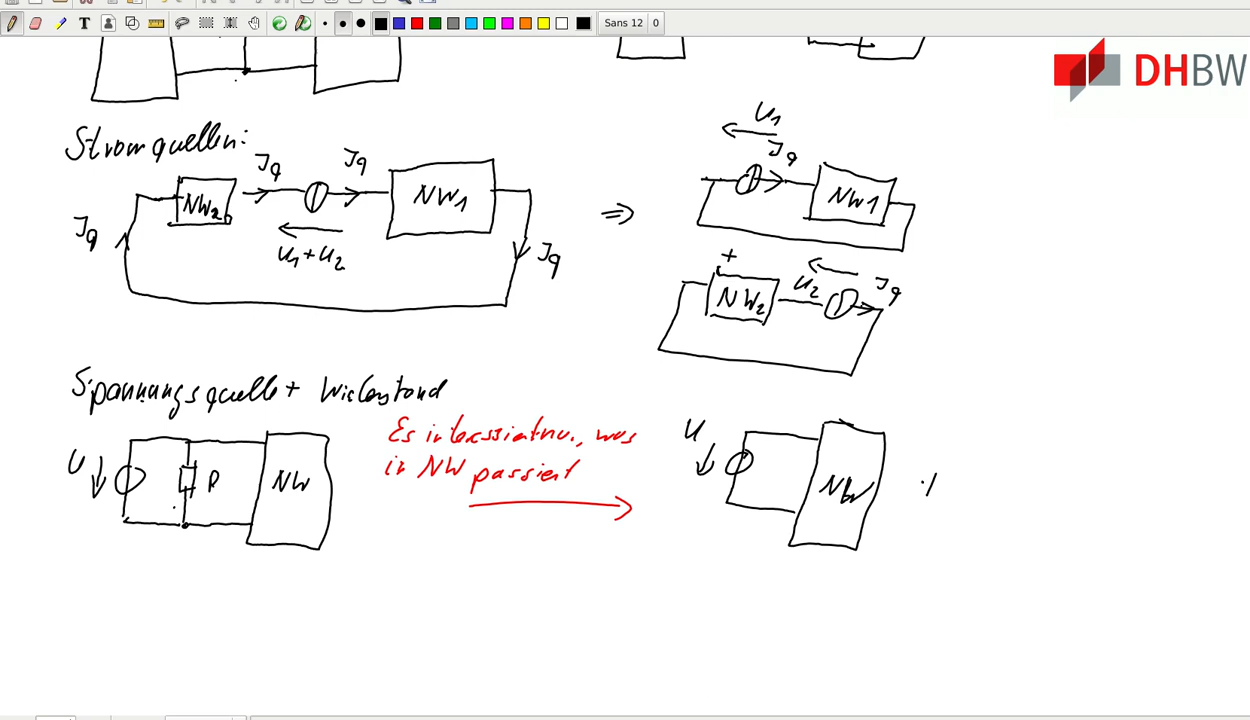 Sans 12 0
DHBW
Stromquellen:
Jq Jq
NW2 NW1
Jq U1+U2 Jq
⇒
U1
Jq
NW1
+
NW2 U2 Jq
Spannungsquelle + Widerstand
U R NW
Es interessiert nur, was
in NW passiert
U NW